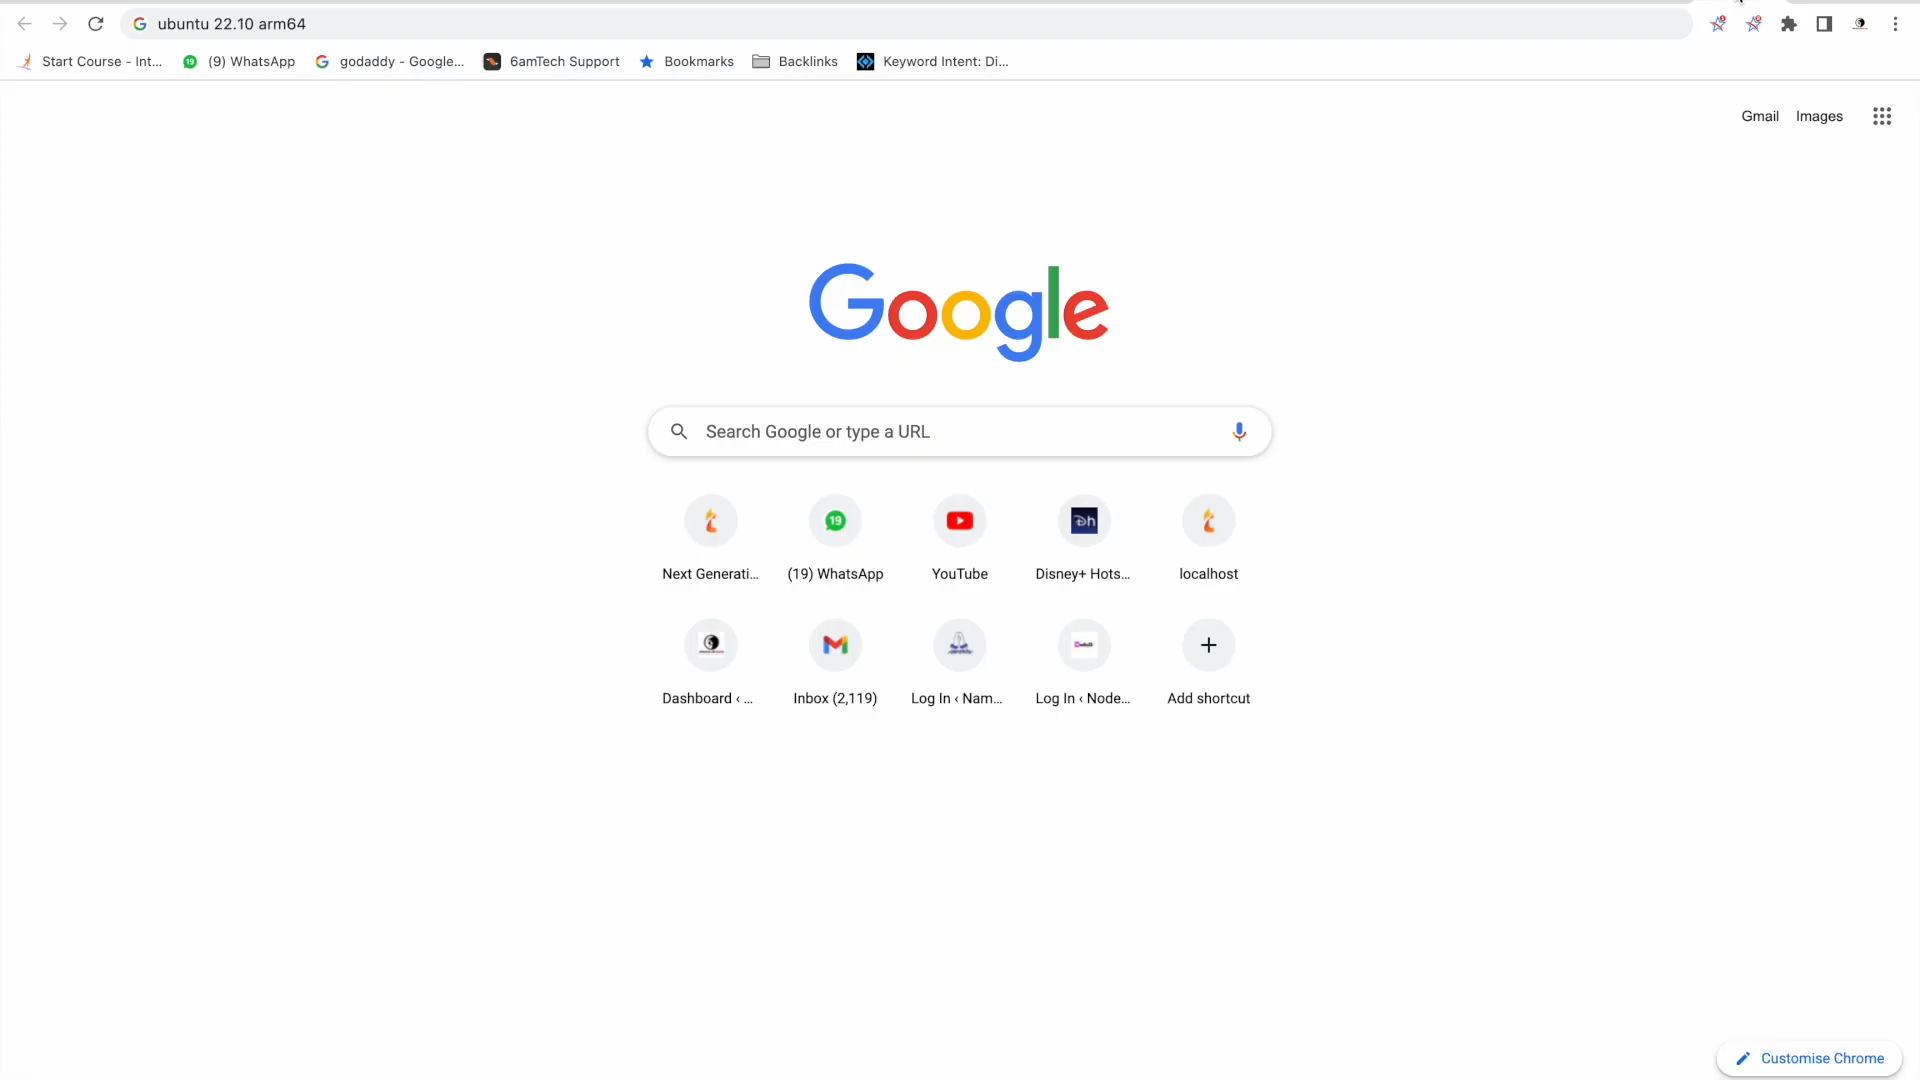 ubuntu 22.10 arm64
Start Course - Int... (9) WhatsApp godaddy - Google... 6amTech Support Bookmarks Backlinks Keyword Intent: Di...
Gmail Images
Google
Search Google or type a URL
Next Generati... (19) WhatsApp YouTube Disney+ Hots... localhost
Dashboard ‹ ... Inbox (2,119) Log In ‹ Nam... Log In ‹ Node... Add shortcut
Customise Chrome